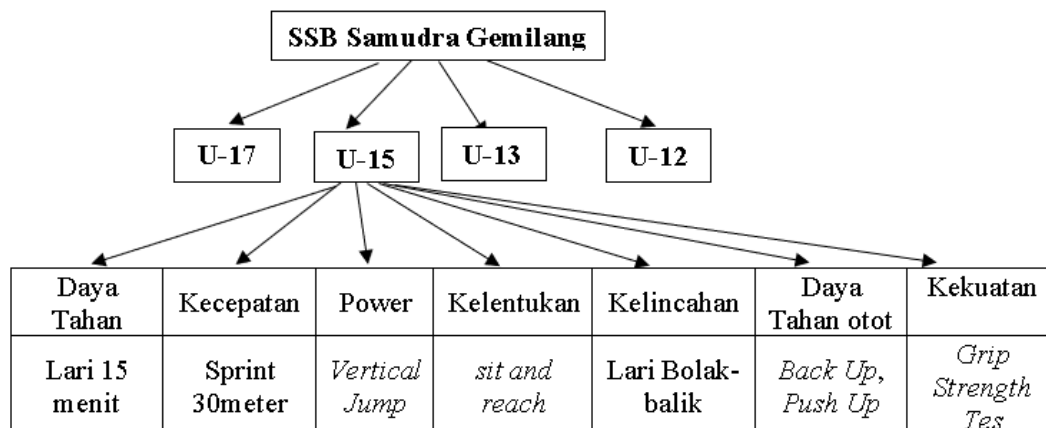 SSB Samudra Gemilang
U-17
U-15
U-13
U-12
Daya
Tahan
Kecepatan
Power
Kelentukan
Kelincahan
Daya
Tahan otot
Kekuatan
Lari 15
menit
Sprint
30meter
Vertical
Jump
sit and
reach
Lari Bolak-
balik
Back Up,
Push Up
Grip
Strength
Tes